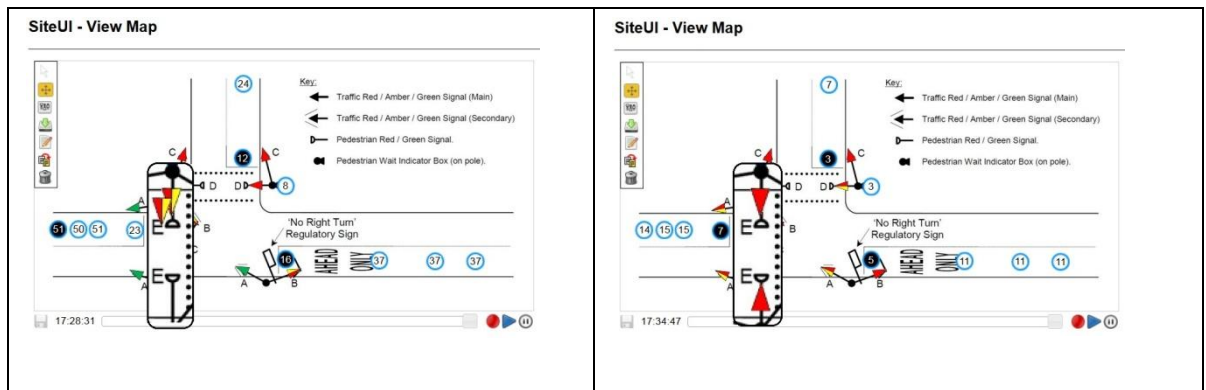 SiteUI - View Map
24
Key:
Traffic Red / Amber / Green Signal (Main)
Traffic Red / Amber / Green Signal (Secondary)
Pedestrian Red / Green Signal.
Pedestrian Wait Indicator Box (on pole).
C
12
C
D
D
8
A
E
B
51
50
51
23
'No Right Turn'
Regulatory Sign
C
16
AHEAD
ONLY
37
37
37
E
A
A
B
17:28:31
SiteUI - View Map
7
Key:
Traffic Red / Amber / Green Signal (Main)
Traffic Red / Amber / Green Signal (Secondary)
Pedestrian Red / Green Signal.
Pedestrian Wait Indicator Box (on pole).
C
3
C
D
D
3
A
E
B
14
15
15
7
'No Right Turn'
Regulatory Sign
5
AHEAD
ONLY
11
11
11
E
A
A
B
17:34:47